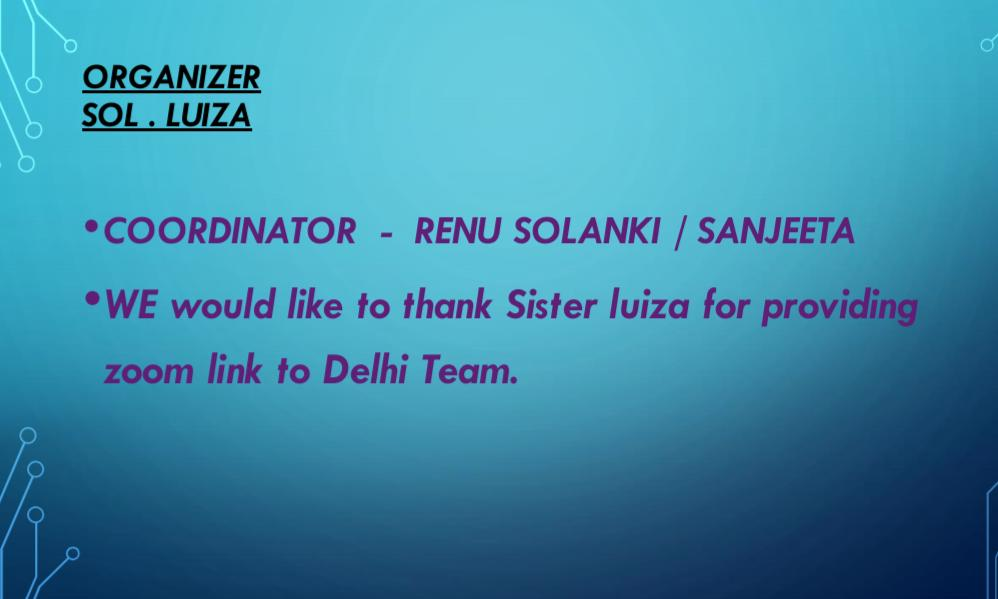 ORGANIZER
SOL . LUIZA
•COORDINATOR - RENU SOLANKI / SANJEETA
•WE would like to thank Sister luiza for providing
zoom link to Delhi Team.